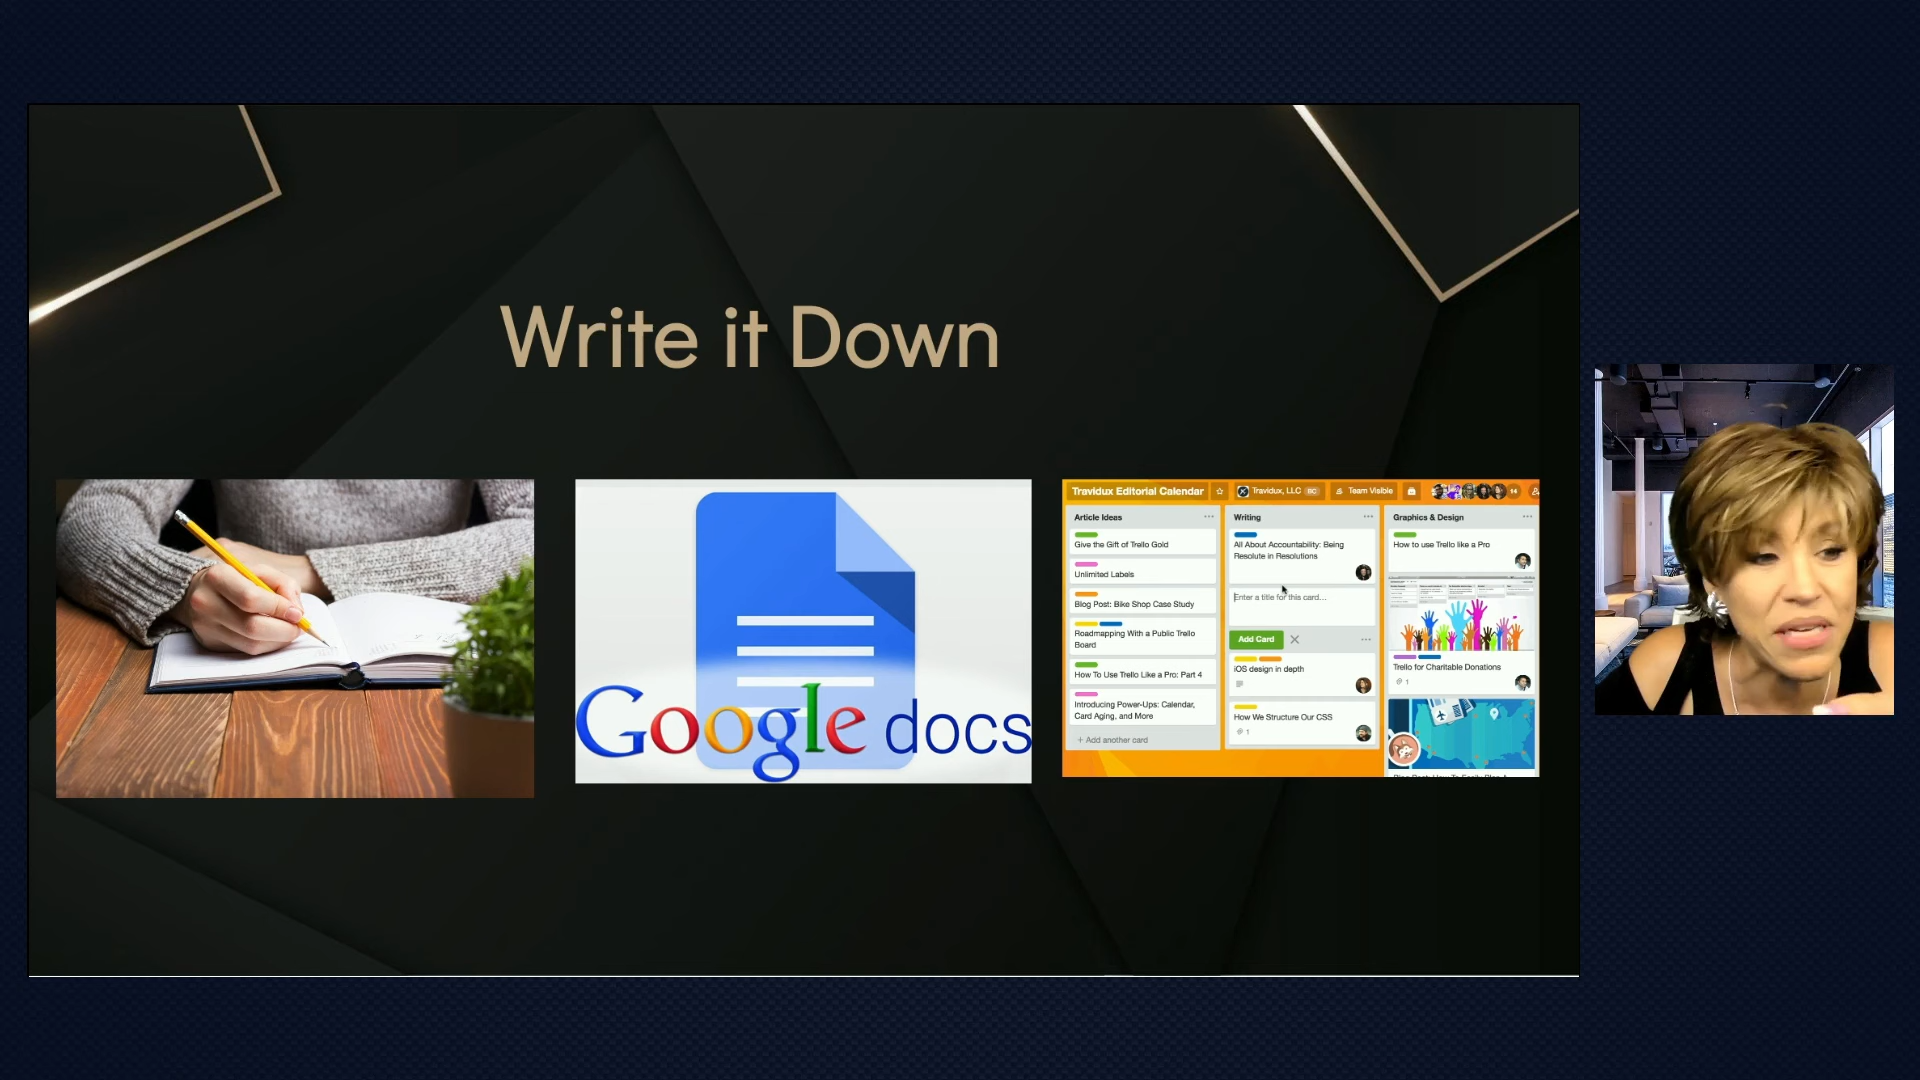 Write it Down
Google docs
Travidux Editorial Calendar
Travidux, LLC
BC
Team Visible
14
Article Ideas
Give the Gift of Trello Gold
Unlimited Labels
Blog Post: Bike Shop Case Study
Roadmapping With a Public Trello
Board
How To Use Trello Like a Pro: Part 4
Introducing Power-Ups: Calendar,
Card Aging, and More
+ Add another card
Writing
All About Accountability: Being
Resolute in Resolutions
Enter a title for this card...
Add Card
iOS design in depth
How We Structure Our CSS
1
Graphics & Design
How to use Trello like a Pro
Trello for Charitable Donations
1